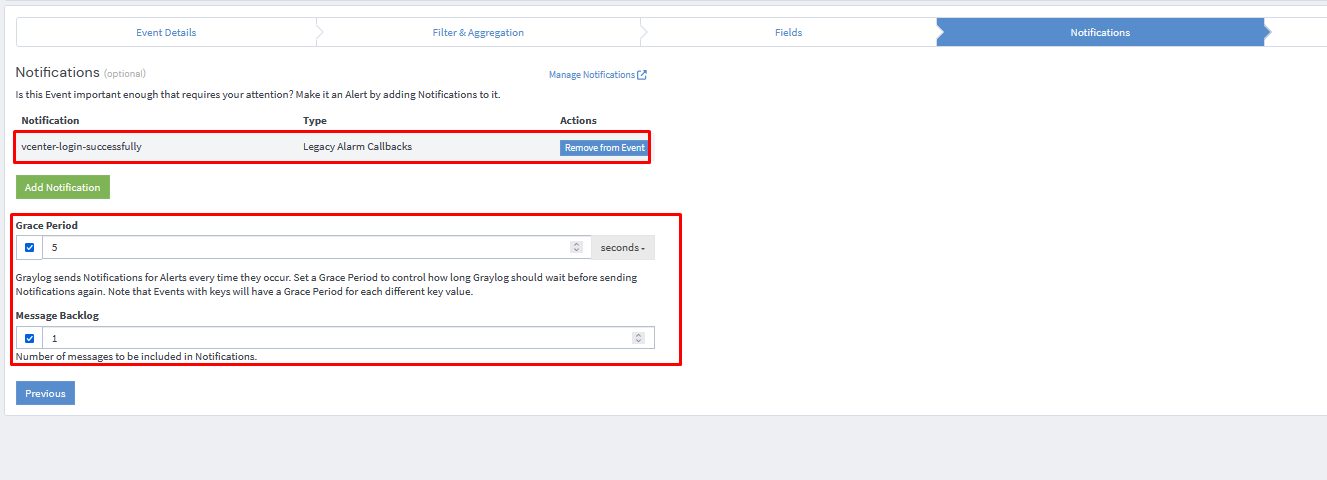 Event Details
Filter & Aggregation
Fields
Notifications
Notifications (optional)
Manage Notifications
Is this Event important enough that requires your attention? Make it an Alert by adding Notifications to it.
Notification Type Actions
vcenter-login-successfully Legacy Alarm Callbacks Remove from Event
Add Notification
Grace Period
5 seconds
Graylog sends Notifications for Alerts every time they occur. Set a Grace Period to control how long Graylog should wait before sending
Notifications again. Note that Events with keys will have a Grace Period for each different key value.
Message Backlog
1
Number of messages to be included in Notifications.
Previous